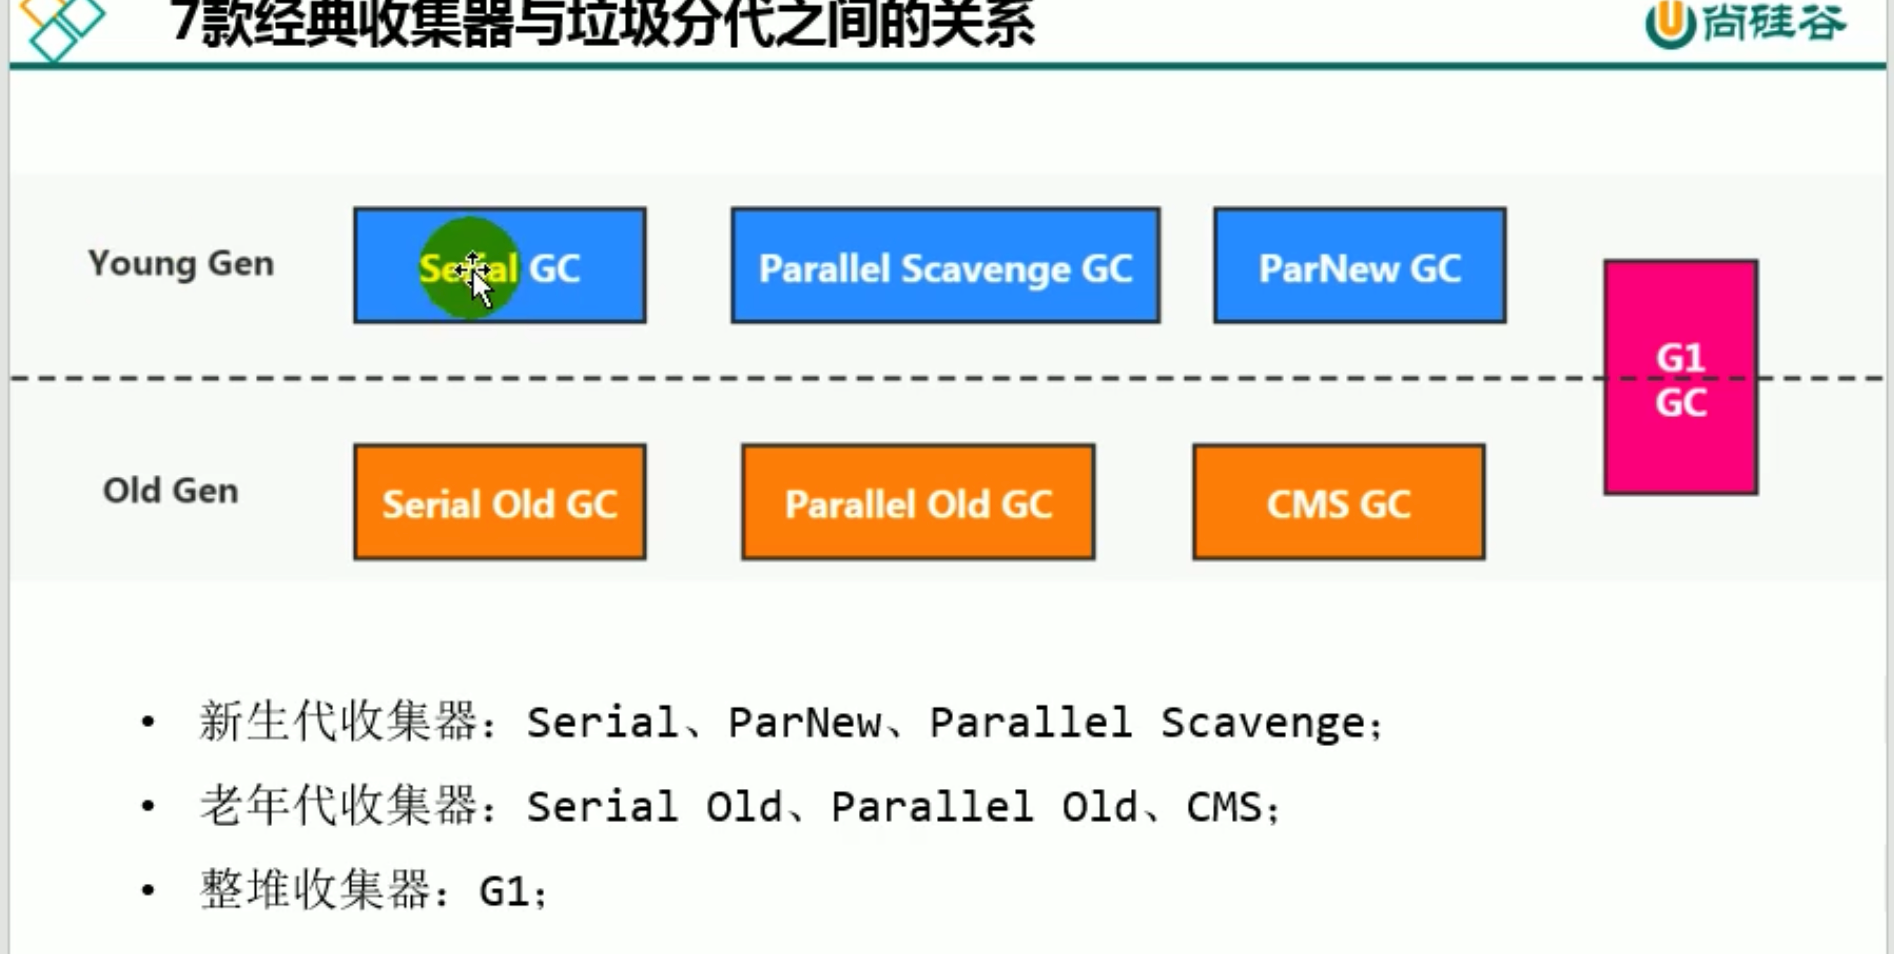 7款经典收集器与垃圾分代之间的关系
尚硅谷
Young Gen
Serial GC
Parallel Scavenge GC
ParNew GC
G1
GC
Old Gen
Serial Old GC
Parallel Old GC
CMS GC
• 新生代收集器：Serial、ParNew、Parallel Scavenge；
• 老年代收集器：Serial Old、Parallel Old、CMS；
• 整堆收集器：G1；